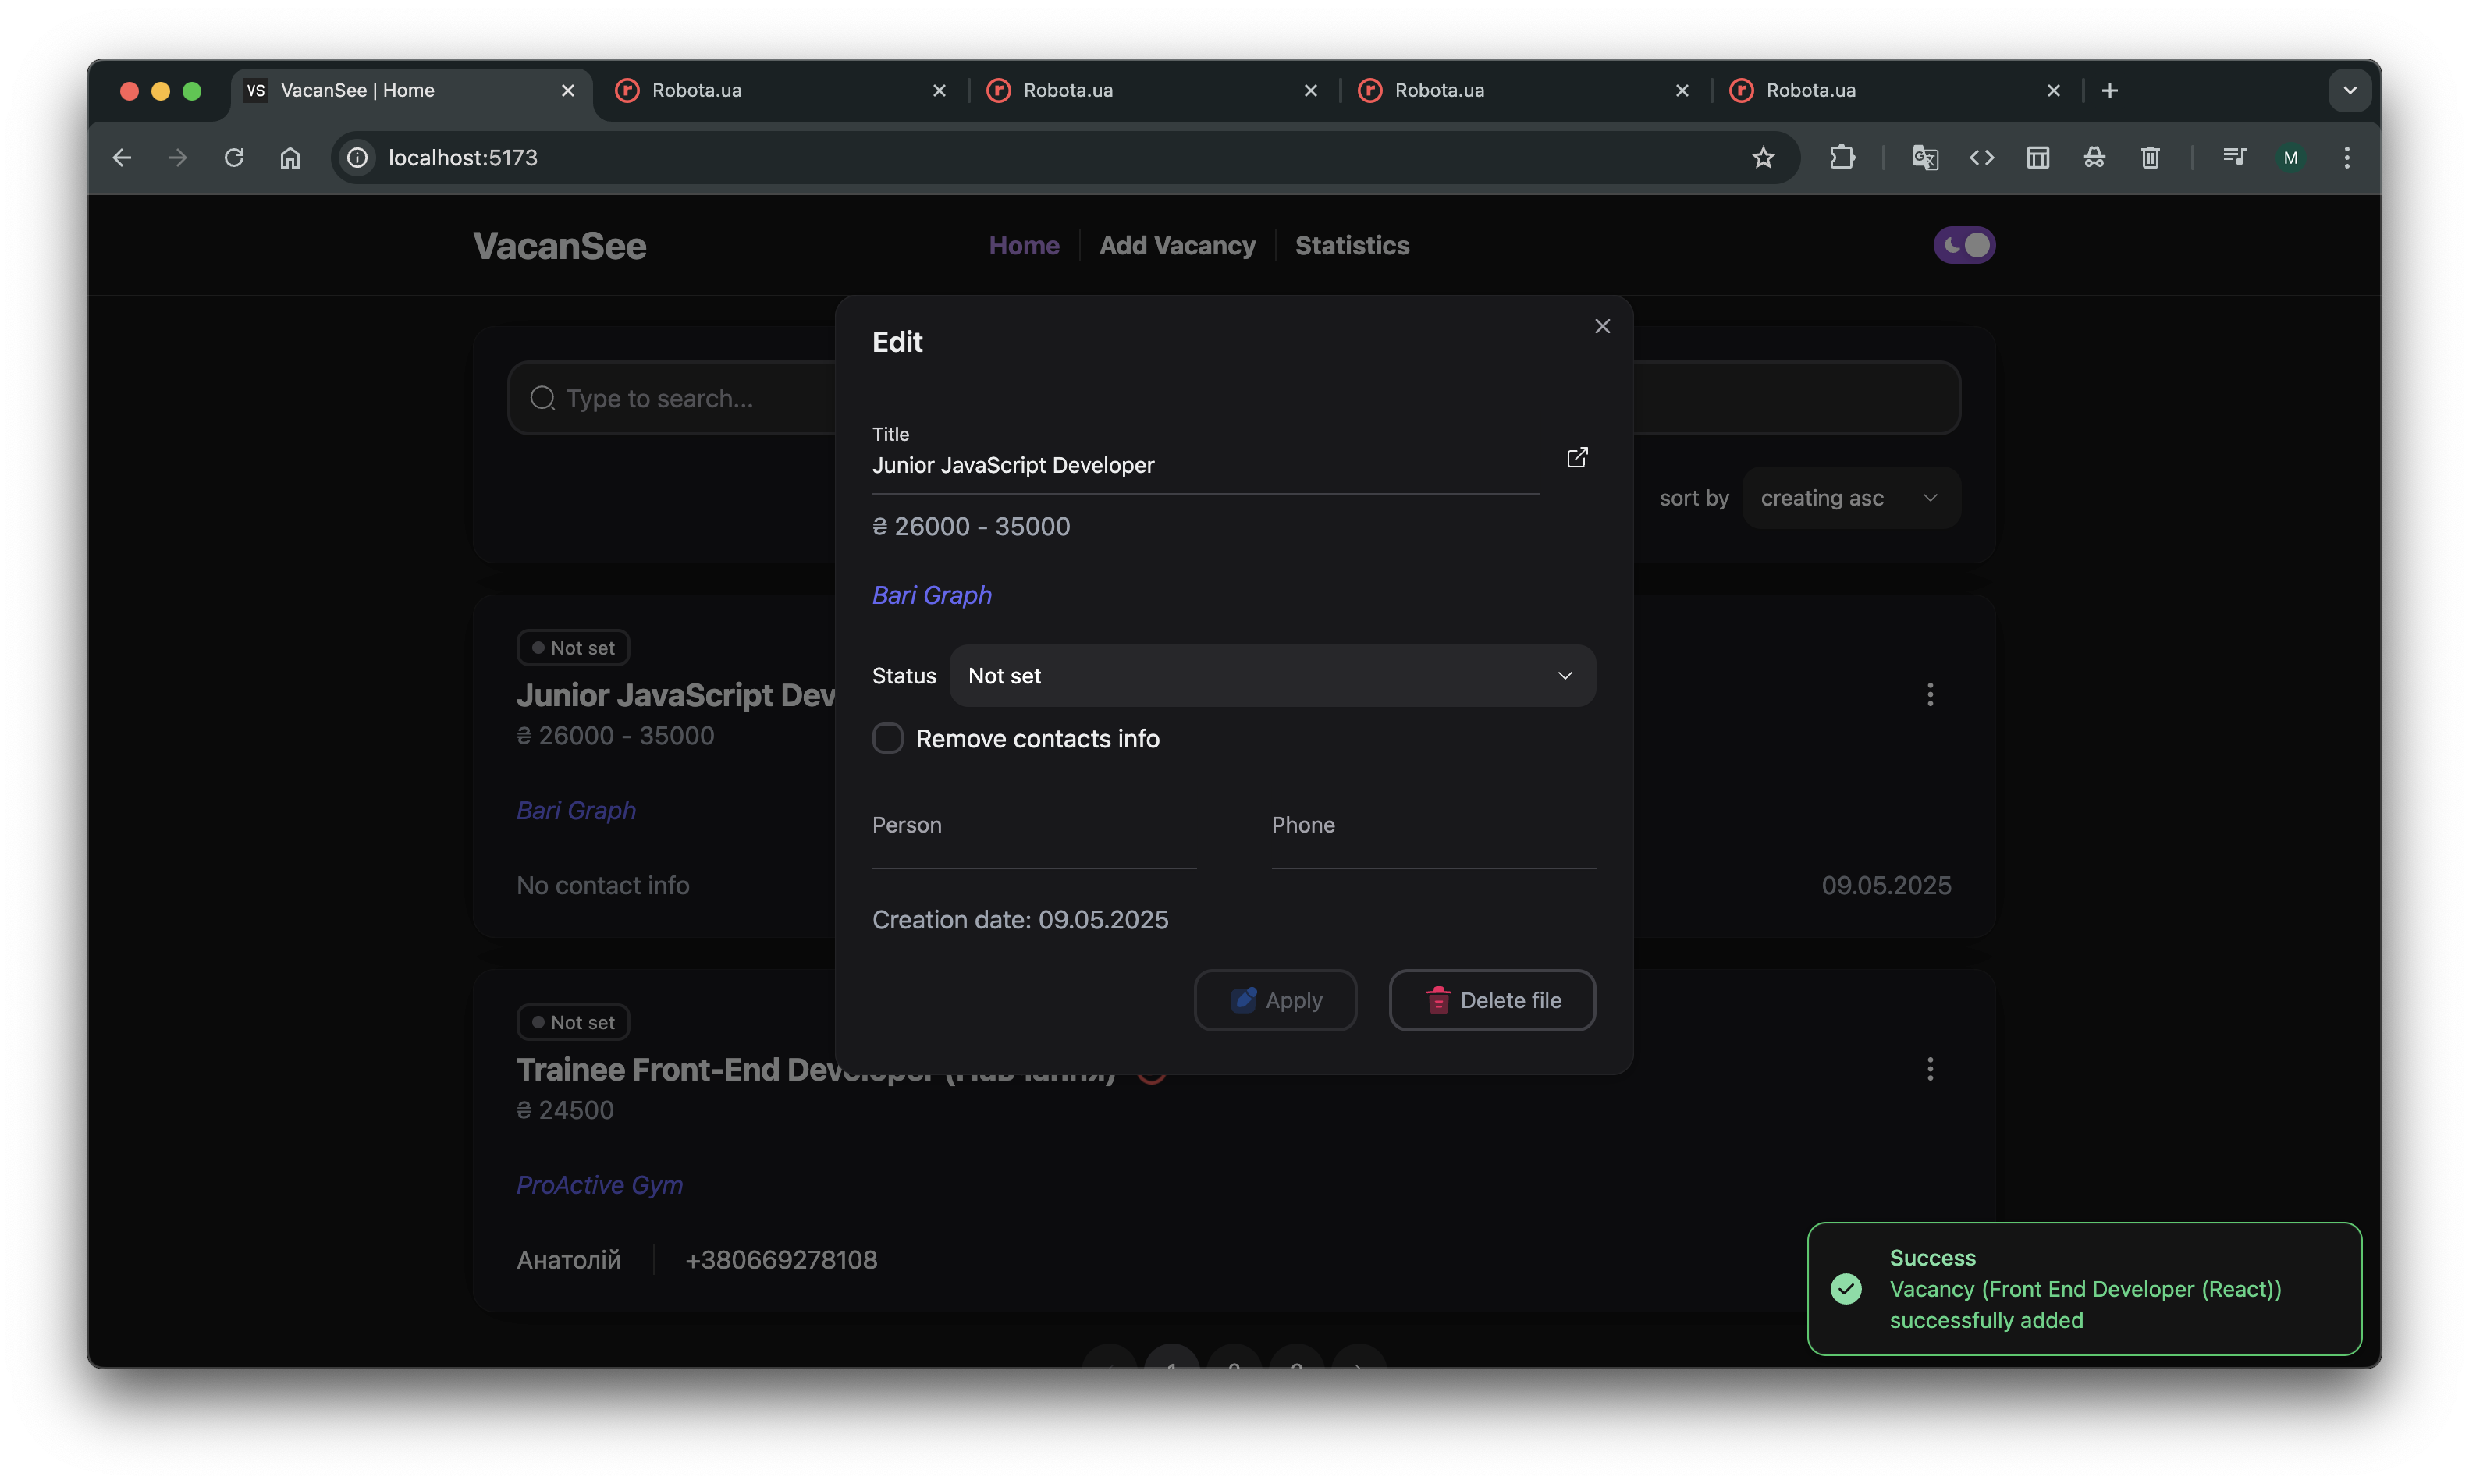 VS VacanSee | Home
Robota.ua
Robota.ua
Robota.ua
Robota.ua
localhost:5173
M
VacanSee
Home
Add Vacancy
Statistics
Edit
Type to search...
Title
Junior JavaScript Developer
sort by
creating asc
₴ 26000 - 35000
Bari Graph
Not set
Status
Not set
Junior JavaScript Dev
₴ 26000 - 35000
Remove contacts info
Bari Graph
Person
Phone
No contact info
09.05.2025
Creation date: 09.05.2025
Apply
Delete file
Not set
Trainee Front-End Developer (Навчання)
₴ 24500
ProActive Gym
Анатолій
+380669278108
Success
Vacancy (Front End Developer (React))
successfully added
1